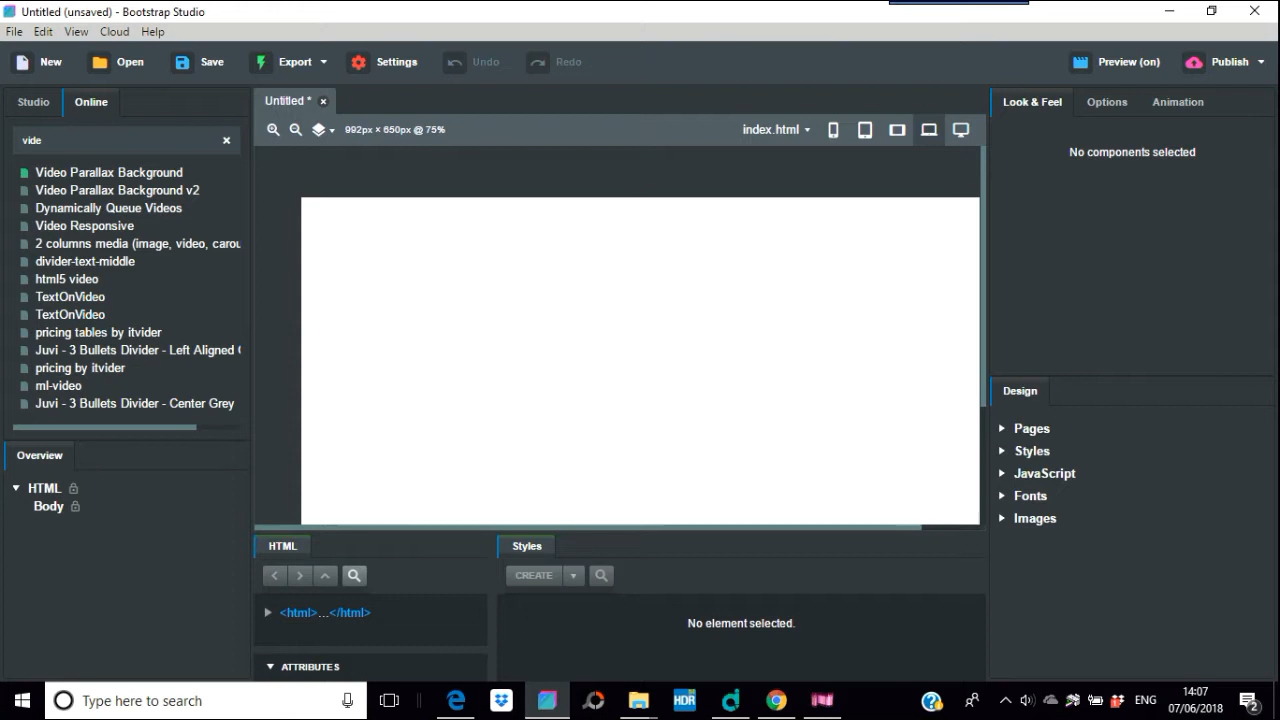 Untitled (unsaved) - Bootstrap Studio
File Edit View Cloud Help
New Open Save Export Settings Undo Redo Preview (on) Publish
Studio Online
Untitled *
Look & Feel Options Animation
vide
992px × 650px @ 75%
index.html
No components selected
Video Parallax Background
Video Parallax Background v2
Dynamically Queue Videos
Video Responsive
2 columns media (image, video, carou
divider-text-middle
html5 video
TextOnVideo
TextOnVideo
pricing tables by itvider
Juvi - 3 Bullets Divider - Left Aligned
pricing by itvider
ml-video
Juvi - 3 Bullets Divider - Center Grey
Design
Pages
Styles
JavaScript
Fonts
Images
Overview
HTML
Body
HTML
Styles
CREATE
<html>...</html>
No element selected.
ATTRIBUTES
Type here to search
HDR
ENG
14:07
07/06/2018
2